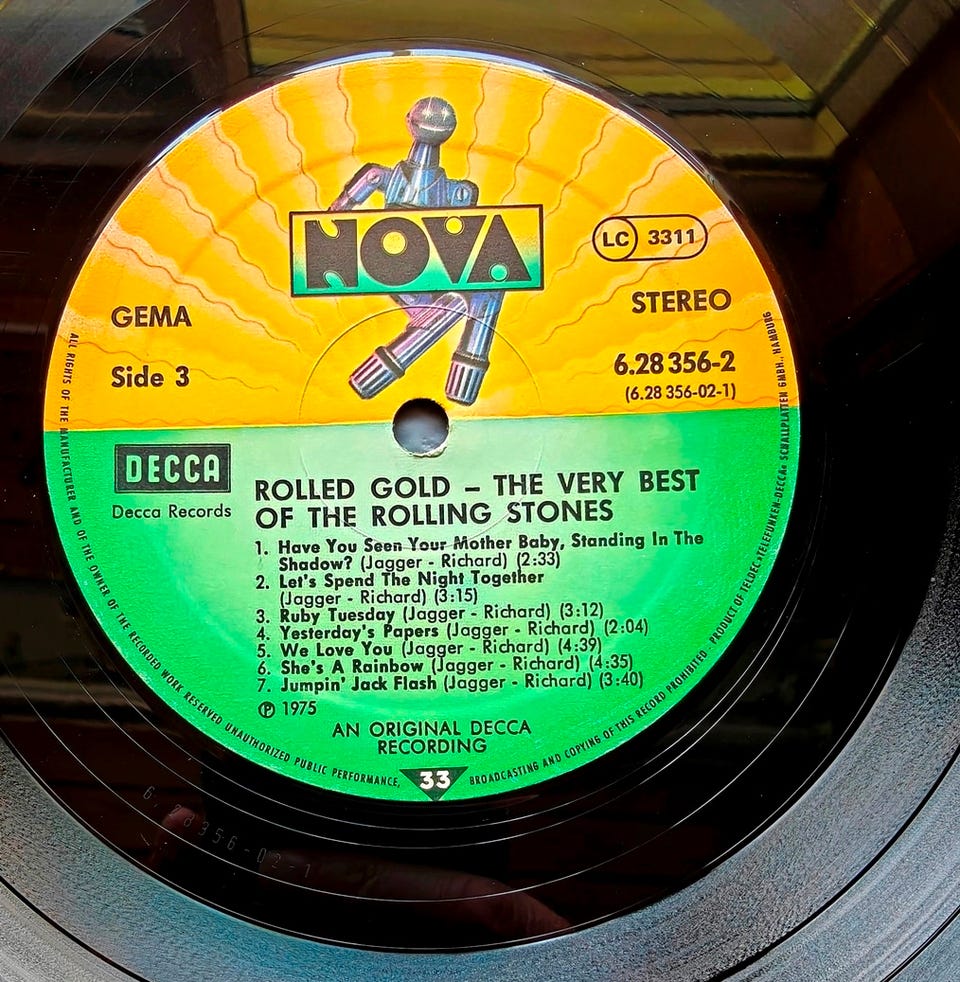 NOVA
LC 3311
GEMA
STEREO
Side 3
6.28 356-2
(6.28 356-02-1)
DECCA
Decca Records
ROLLED GOLD – THE VERY BEST
OF THE ROLLING STONES
1. Have You Seen Your Mother Baby, Standing In The
Shadow? (Jagger - Richard) (2:33)
2. Let's Spend The Night Together
(Jagger - Richard) (3:15)
3. Ruby Tuesday (Jagger - Richard) (3:12)
4. Yesterday's Papers (Jagger - Richard) (2:04)
5. We Love You (Jagger - Richard) (4:39)
6. She's A Rainbow (Jagger - Richard) (4:35)
7. Jumpin' Jack Flash (Jagger - Richard) (3:40)
℗ 1975
AN ORIGINAL DECCA
RECORDING
33
ALL RIGHTS OF THE MANUFACTURER AND OF THE OWNER OF THE RECORDED WORK RESERVED UNAUTHORIZED PUBLIC PERFORMANCE, BROADCASTING AND COPYING OF THIS RECORD PROHIBITED PRODUCT OF TELDEC »TELEFUNKEN-DECCA« SCHALLPLATTEN GMBH., HAMBURG
6.28356-02-1